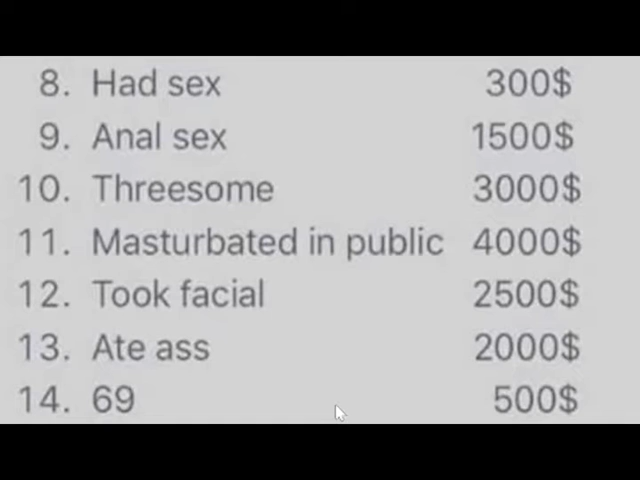 8. Had sex 300$
9. Anal sex 1500$
10. Threesome 3000$
11. Masturbated in public 4000$
12. Took facial 2500$
13. Ate ass 2000$
14. 69 500$